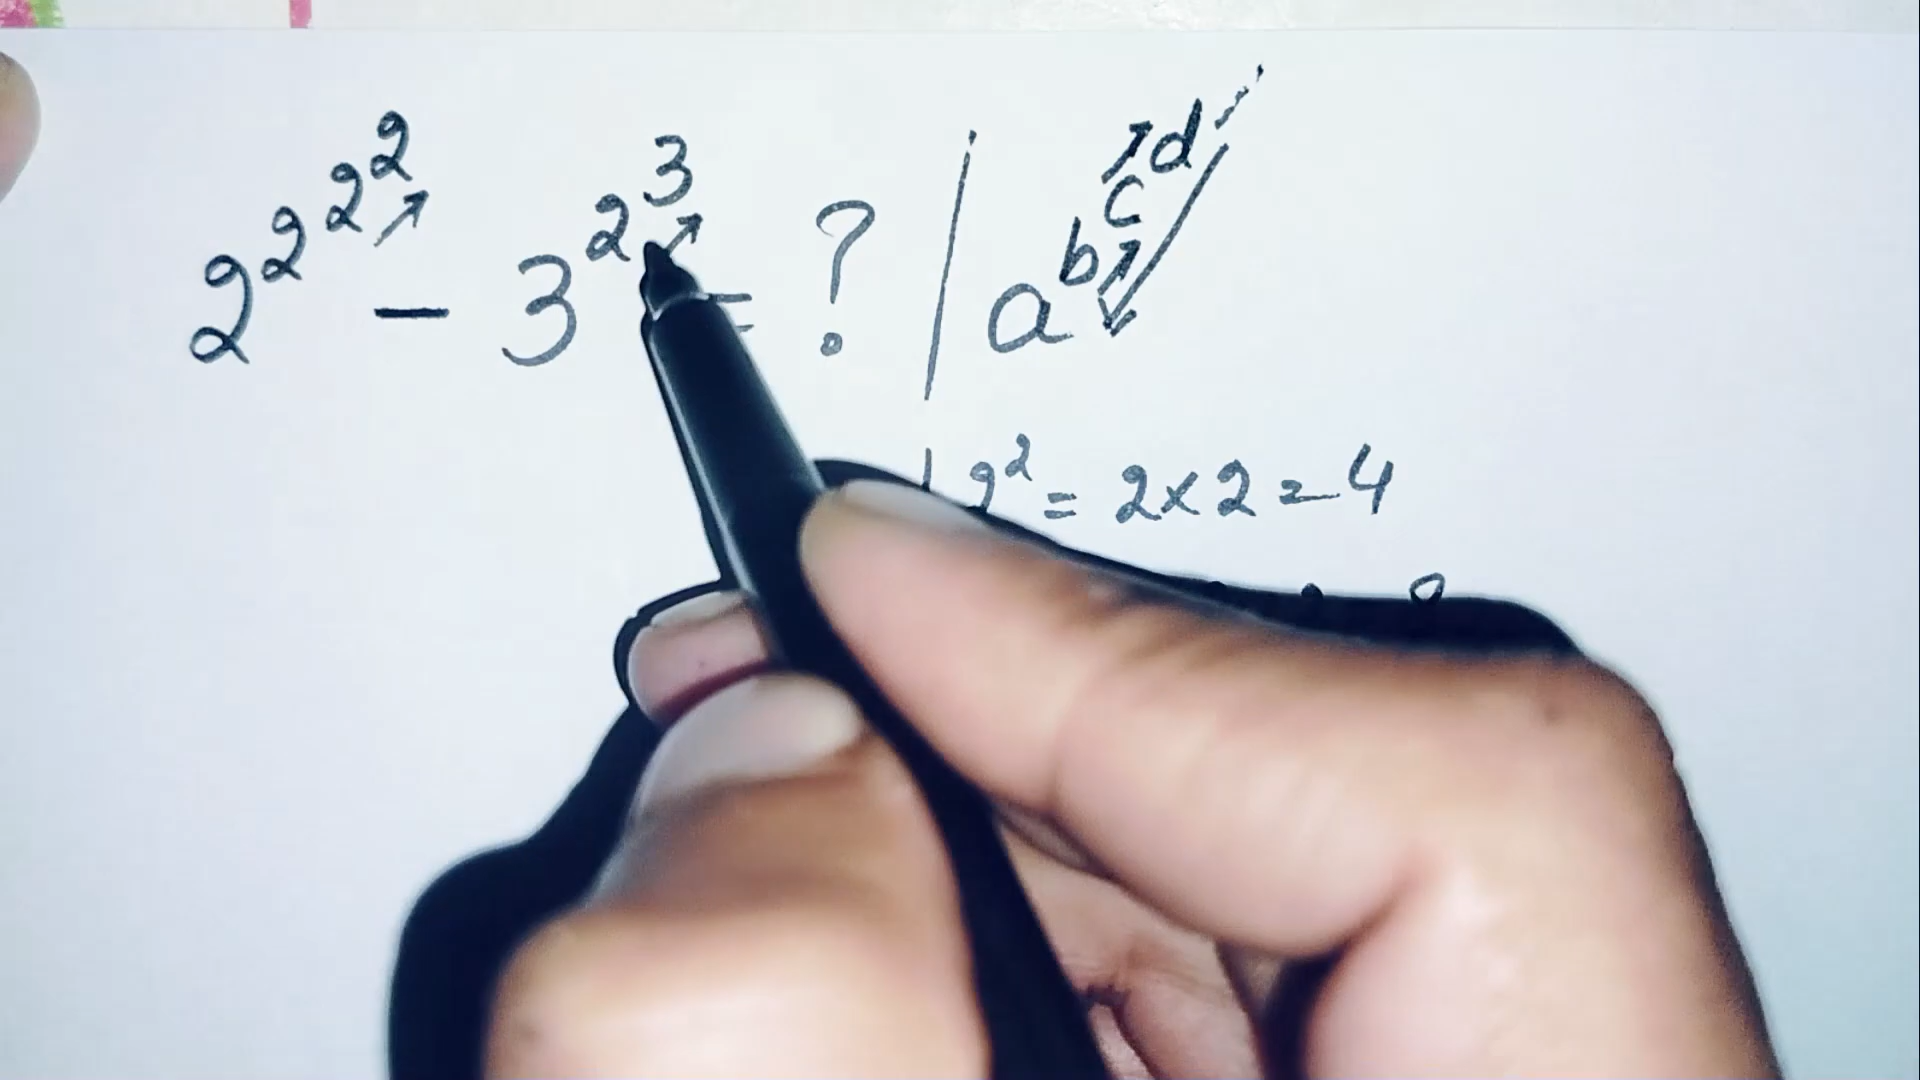 2^2^2^2 - 3^2^3 = ? | a^b^c^d
2^2 = 2×2=4